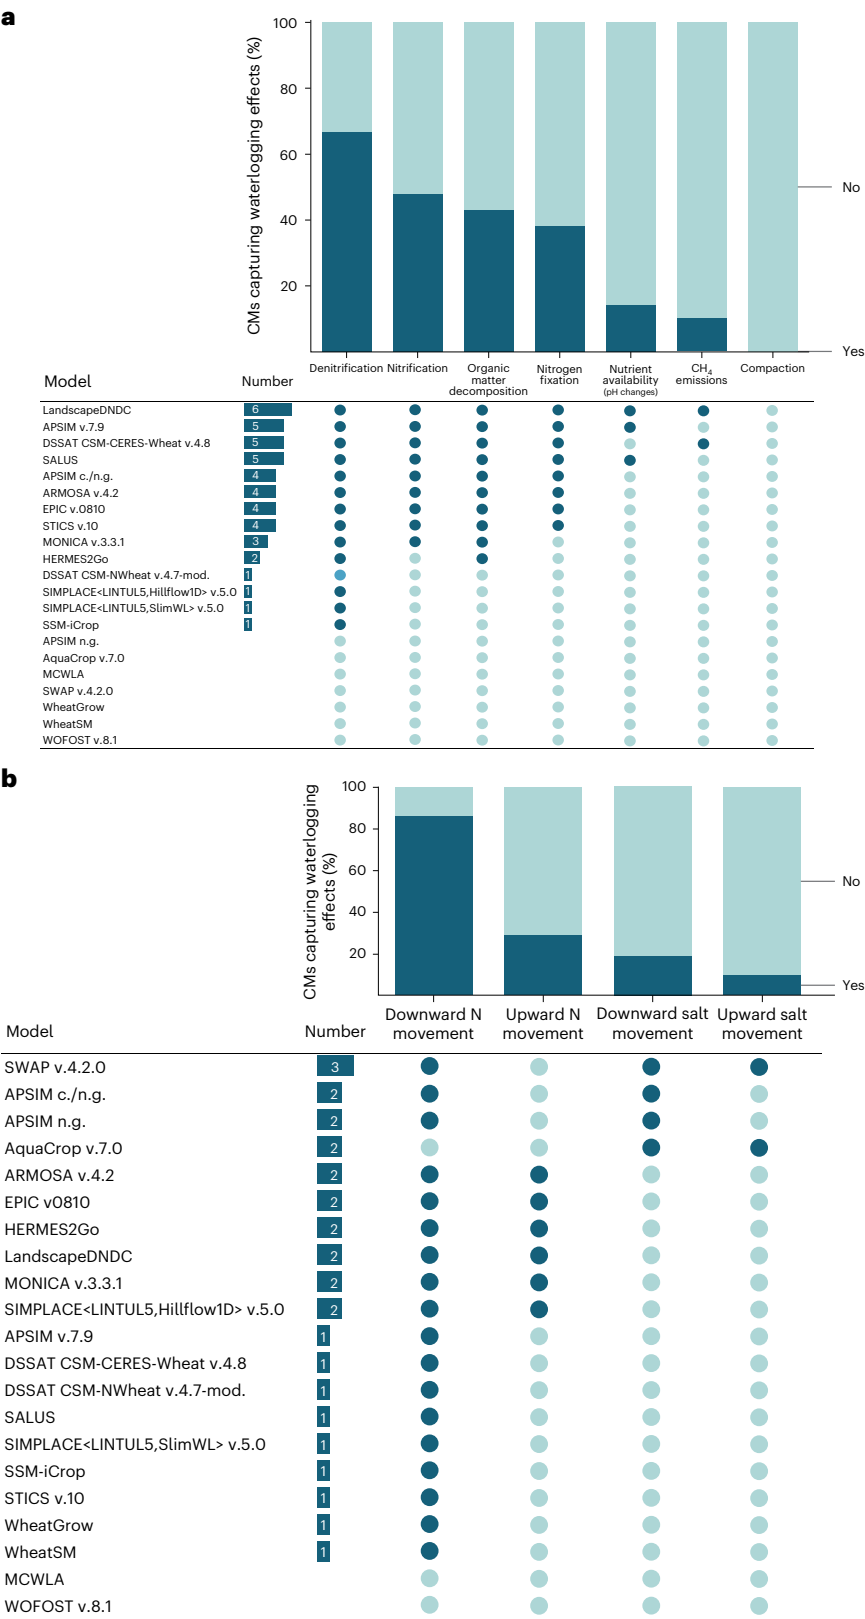 a
CMs capturing waterlogging effects (%)
100
80
60
40
20
No
Yes
Denitrification Nitrification Organic matter decomposition Nitrogen fixation Nutrient availability (pH changes) CH4 emissions Compaction
Model Number
LandscapeDNDC 6
APSIM v.7.9 5
DSSAT CSM-CERES-Wheat v.4.8 5
SALUS 5
APSIM c./n.g. 4
ARMOSA v.4.2 4
EPIC v.0810 4
STICS v.10 4
MONICA v.3.3.1 3
HERMES2Go 2
DSSAT CSM-NWheat v.4.7-mod. 1
SIMPLACE<LINTUL5,Hillflow1D> v.5.0 1
SIMPLACE<LINTUL5,SlimWL> v.5.0 1
SSM-iCrop 1
APSIM n.g.
AquaCrop v.7.0
MCWLA
SWAP v.4.2.0
WheatGrow
WheatSM
WOFOST v.8.1
b
CMs capturing waterlogging
effects (%)
100
80
60
40
20
No
Yes
Downward N movement Upward N movement Downward salt movement Upward salt movement
Model Number
SWAP v.4.2.0 3
APSIM c./n.g. 2
APSIM n.g. 2
AquaCrop v.7.0 2
ARMOSA v.4.2 2
EPIC v0810 2
HERMES2Go 2
LandscapeDNDC 2
MONICA v.3.3.1 2
SIMPLACE<LINTUL5,Hillflow1D> v.5.0 2
APSIM v.7.9 1
DSSAT CSM-CERES-Wheat v.4.8 1
DSSAT CSM-NWheat v.4.7-mod. 1
SALUS 1
SIMPLACE<LINTUL5,SlimWL> v.5.0 1
SSM-iCrop 1
STICS v.10 1
WheatGrow 1
WheatSM 1
MCWLA
WOFOST v.8.1